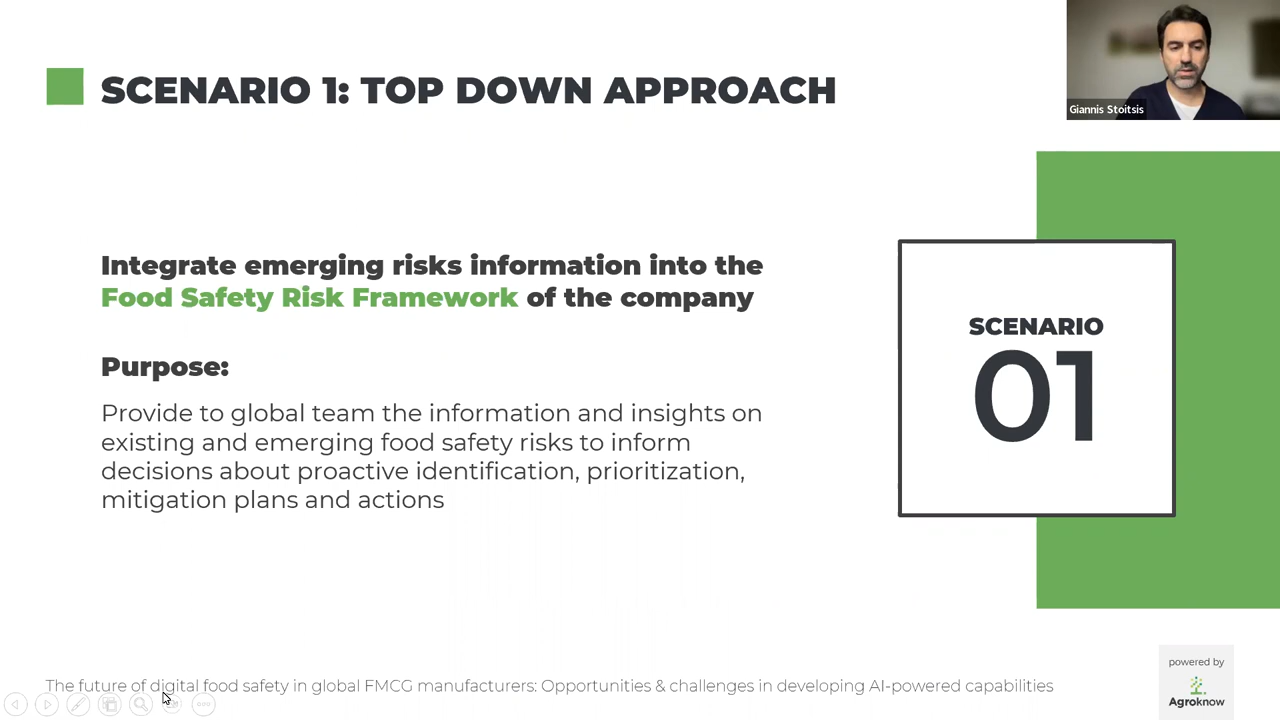 SCENARIO 1: TOP DOWN APPROACH
Giannis Stoitsis
Integrate emerging risks information into the
Food Safety Risk Framework of the company
Purpose:
Provide to global team the information and insights on
existing and emerging food safety risks to inform
decisions about proactive identification, prioritization,
mitigation plans and actions
SCENARIO
01
The future of digital food safety in global FMCG manufacturers: Opportunities & challenges in developing AI-powered capabilities
powered by
Agroknow